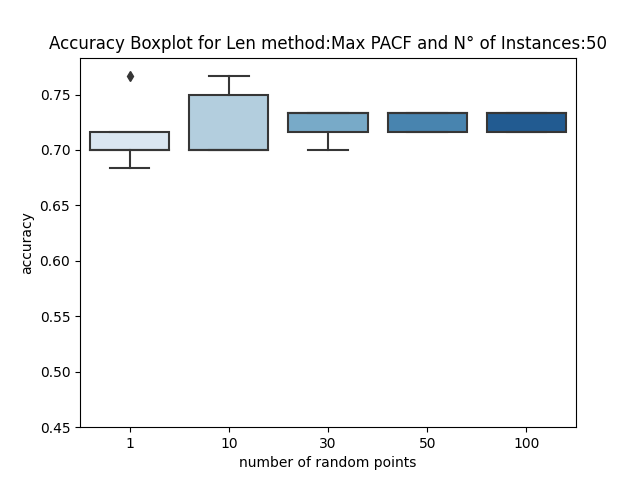 Accuracy Boxplot for Len method:Max PACF and N° of Instances:50
0.75
0.70
0.65
0.60
0.55
0.50
0.45
accuracy
1 10 30 50 100
number of random points